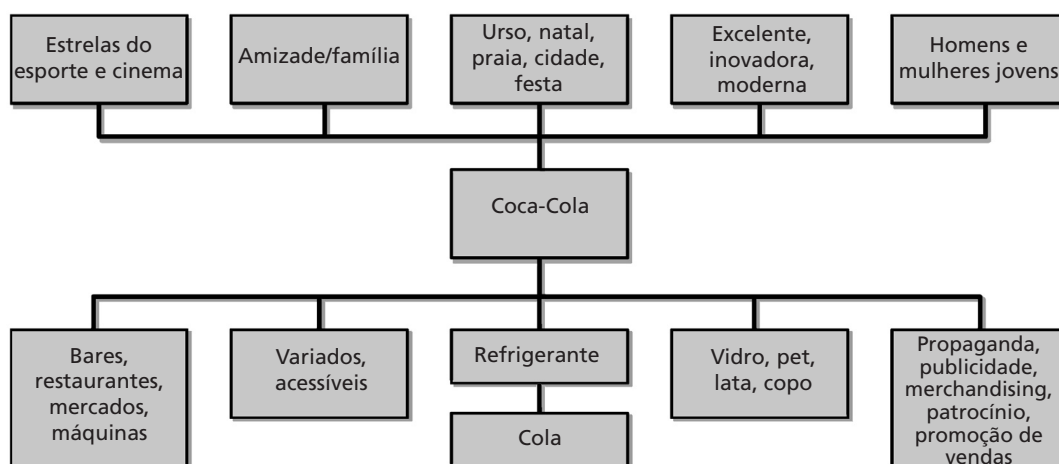 Estrelas do
esporte e cinema
Amizade/família
Urso, natal,
praia, cidade,
festa
Excelente,
inovadora,
moderna
Homens e
mulheres jovens
Coca-Cola
Bares,
restaurantes,
mercados,
máquinas
Variados,
acessíveis
Refrigerante
Cola
Vidro, pet,
lata, copo
Propaganda,
publicidade,
merchandising,
patrocínio,
promoção de
vendas